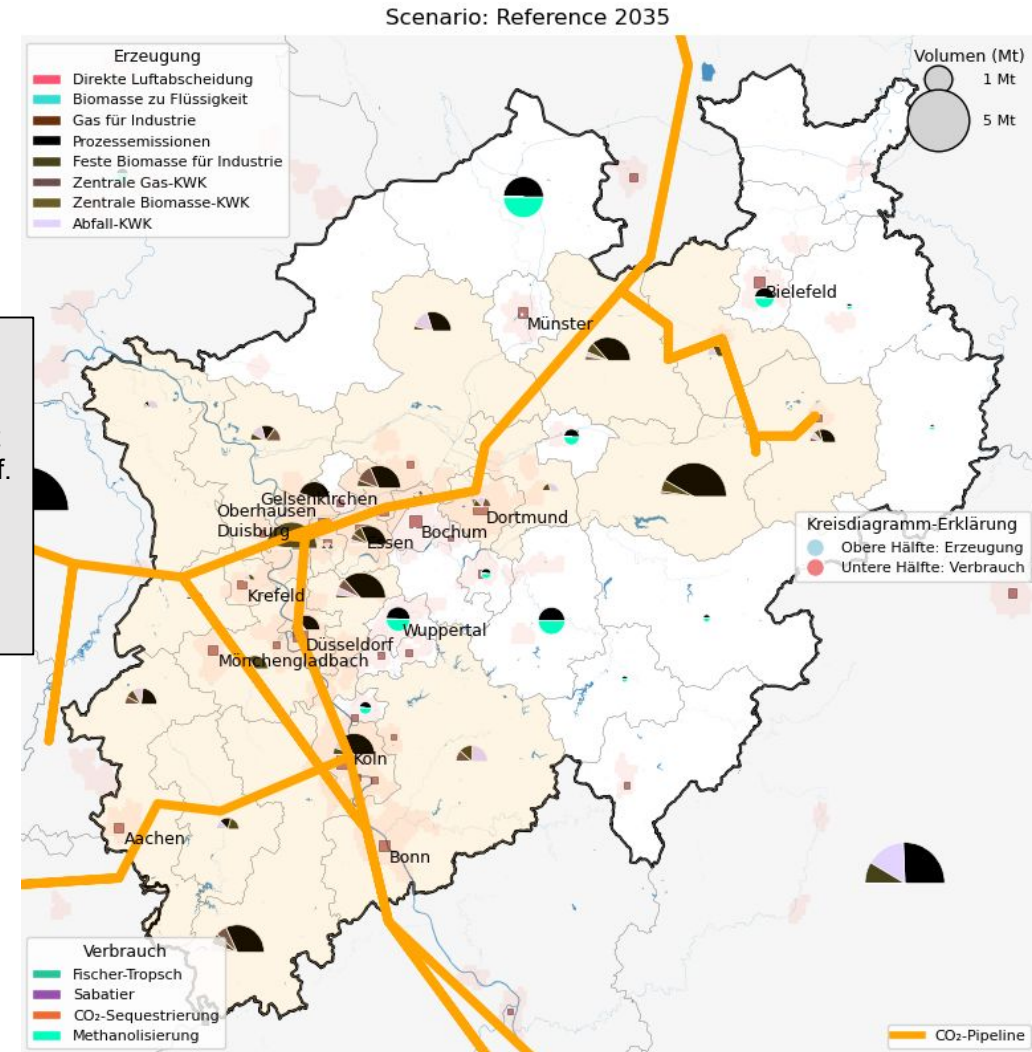 Scenario: Reference 2035
Erzeugung
Direkte Luftabscheidung
Biomasse zu Flüssigkeit
Gas für Industrie
Prozessemissionen
Feste Biomasse für Industrie
Zentrale Gas-KWK
Zentrale Biomasse-KWK
Abfall-KWK
Volumen (Mt)
1 Mt
5 Mt
Bielefeld
Münster
f.
Gelsenkirchen
Oberhausen
Duisburg
Essen
Bochum
Dortmund
Kreisdiagramm-Erklärung
Obere Hälfte: Erzeugung
Untere Hälfte: Verbrauch
Krefeld
Wuppertal
Düsseldorf
Mönchengladbach
Köln
Aachen
Bonn
Verbrauch
Fischer-Tropsch
Sabatier
CO₂-Sequestrierung
Methanolisierung
CO₂-Pipeline